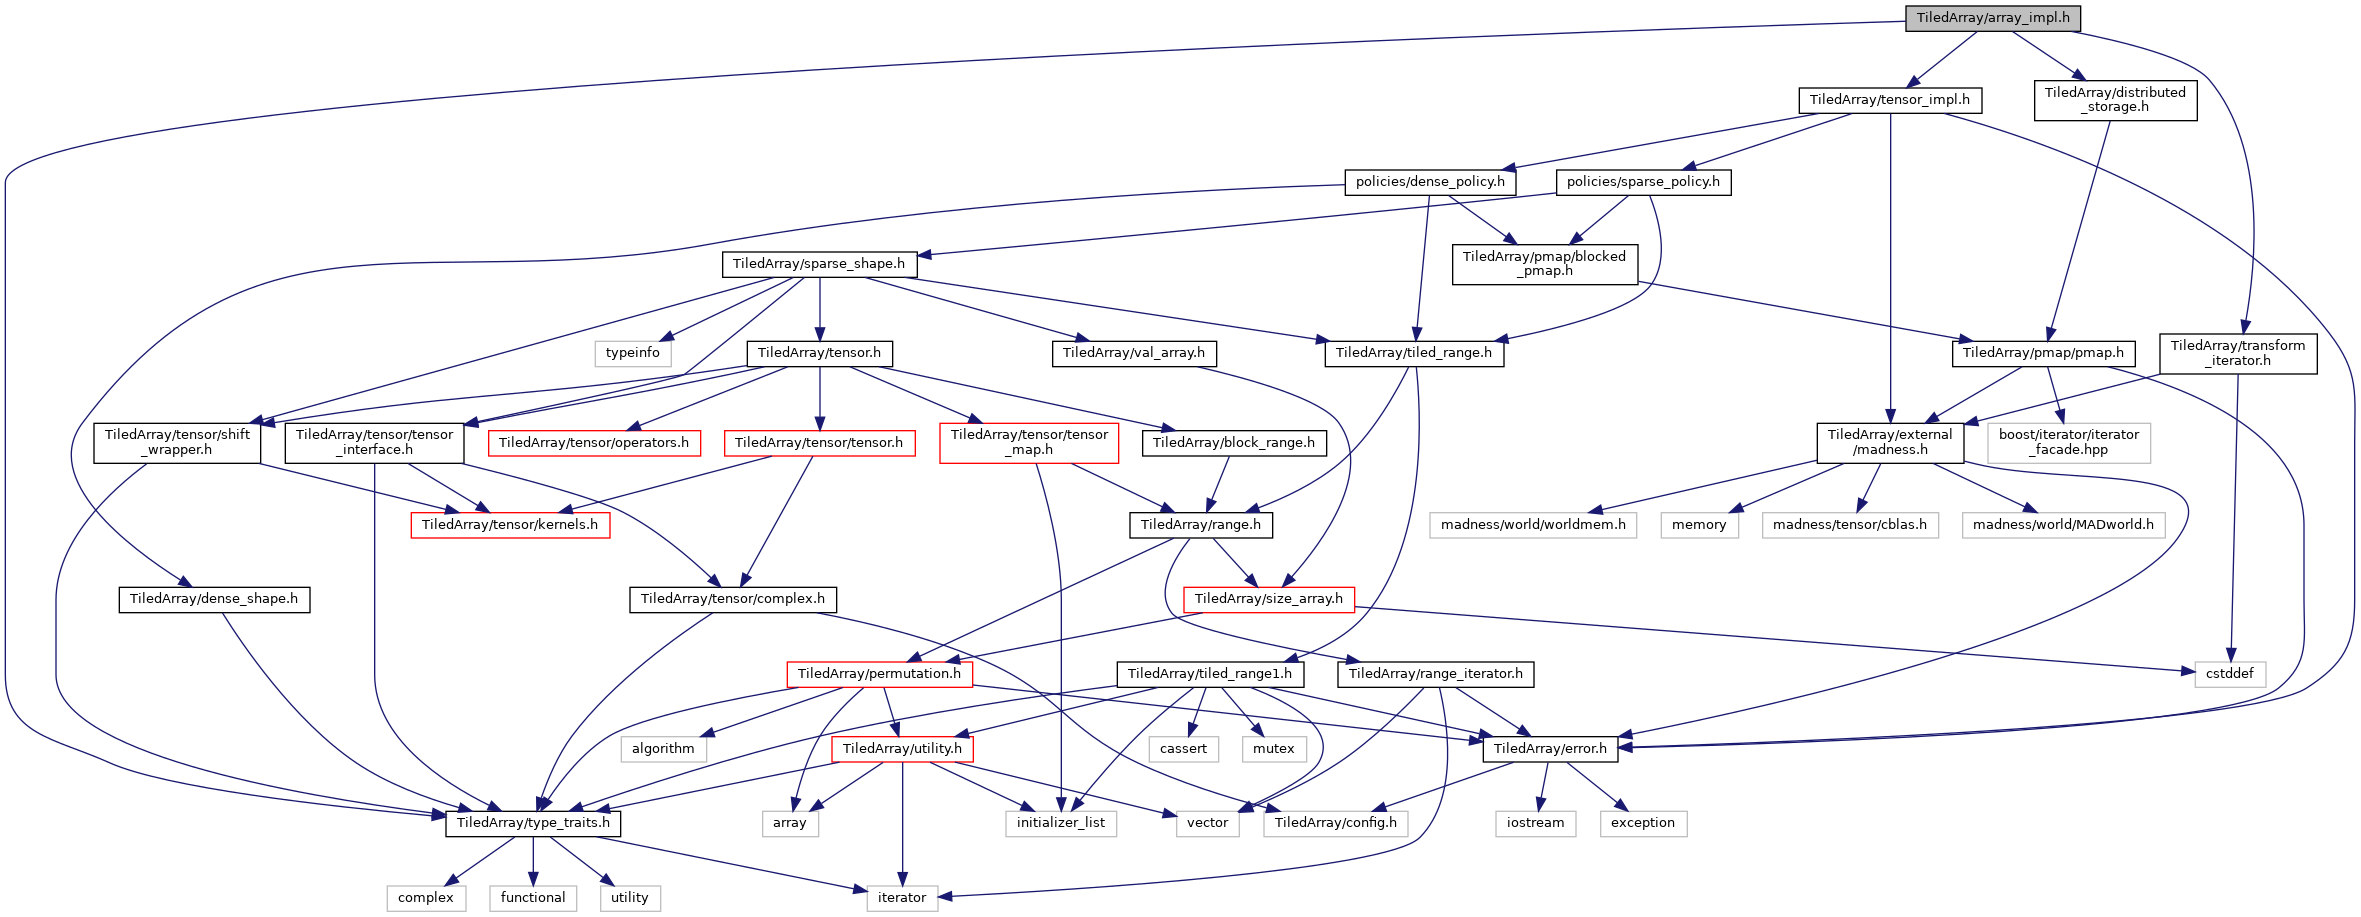 TiledArray/array_impl.h
TiledArray/tensor_impl.h
TiledArray/distributed
_storage.h
policies/dense_policy.h
policies/sparse_policy.h
TiledArray/sparse_shape.h
TiledArray/pmap/blocked
_pmap.h
typeinfo
TiledArray/tensor.h
TiledArray/val_array.h
TiledArray/tiled_range.h
TiledArray/pmap/pmap.h
TiledArray/transform
_iterator.h
TiledArray/tensor/shift
_wrapper.h
TiledArray/tensor/tensor
_interface.h
TiledArray/tensor/operators.h
TiledArray/tensor/tensor.h
TiledArray/tensor/tensor
_map.h
TiledArray/block_range.h
TiledArray/external
/madness.h
boost/iterator/iterator
_facade.hpp
TiledArray/tensor/kernels.h
TiledArray/range.h
madness/world/worldmem.h
memory
madness/tensor/cblas.h
madness/world/MADworld.h
TiledArray/dense_shape.h
TiledArray/tensor/complex.h
TiledArray/size_array.h
TiledArray/permutation.h
TiledArray/tiled_range1.h
TiledArray/range_iterator.h
cstddef
algorithm
TiledArray/utility.h
cassert
mutex
TiledArray/error.h
TiledArray/type_traits.h
array
initializer_list
vector
TiledArray/config.h
iostream
exception
complex
functional
utility
iterator